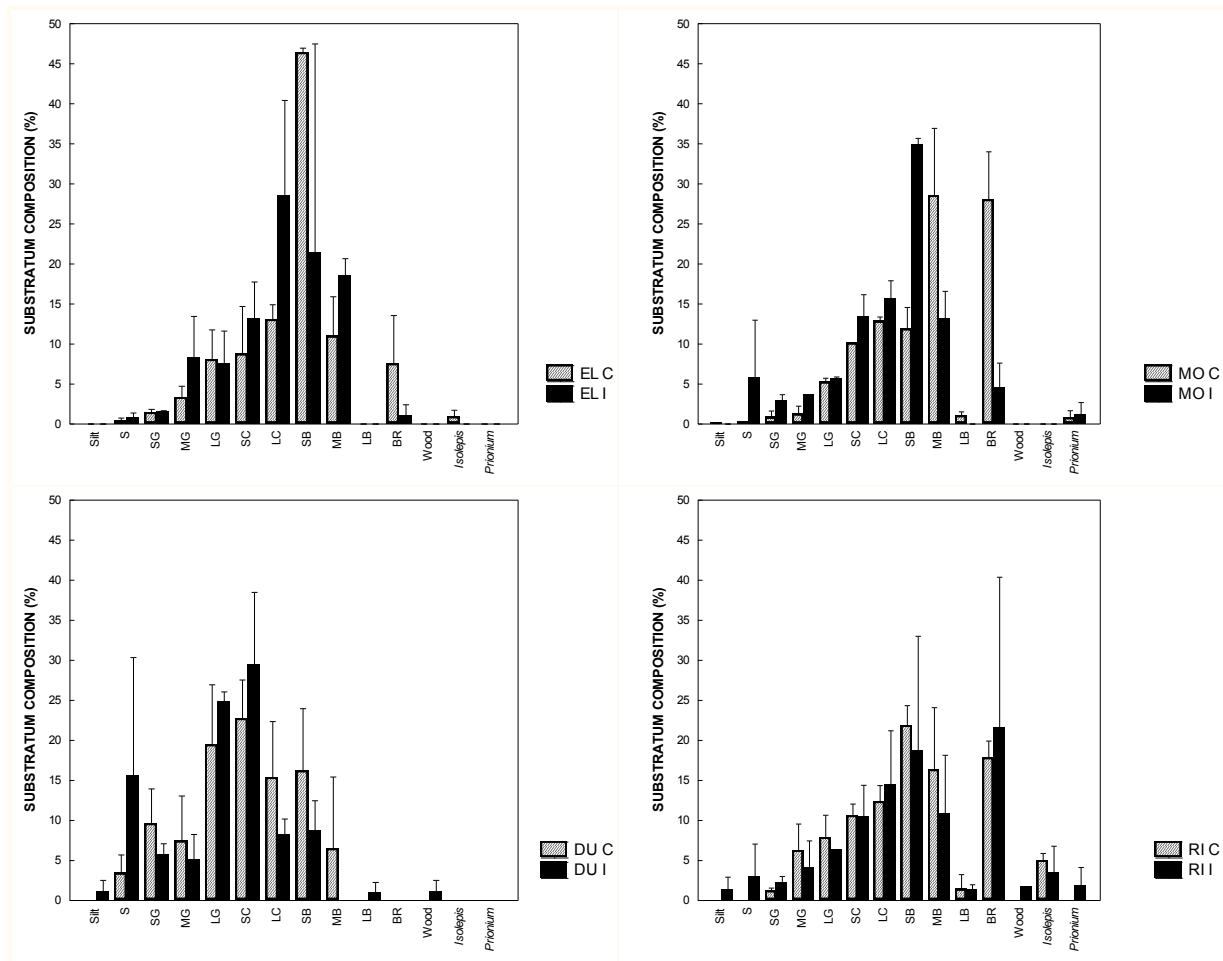 SUBSTRATUM COMPOSITION (%)
50
45
40
35
30
25
20
15
10
5
0
Silt
S
SG
MG
LG
SC
LC
SB
MB
LB
BR
Wood
Isolepis
Prionium
EL C
EL I
SUBSTRATUM COMPOSITION (%)
50
45
40
35
30
25
20
15
10
5
0
Silt
S
SG
MG
LG
SC
LC
SB
MB
LB
BR
Wood
Isolepis
Prionium
MO C
MO I
SUBSTRATUM COMPOSITION (%)
50
45
40
35
30
25
20
15
10
5
0
Silt
S
SG
MG
LG
SC
LC
SB
MB
LB
BR
Wood
Isolepis
Prionium
DU C
DU I
SUBSTRATUM COMPOSITION (%)
50
45
40
35
30
25
20
15
10
5
0
Silt
S
SG
MG
LG
SC
LC
SB
MB
LB
BR
Wood
Isolepis
Prionium
RI C
RI I